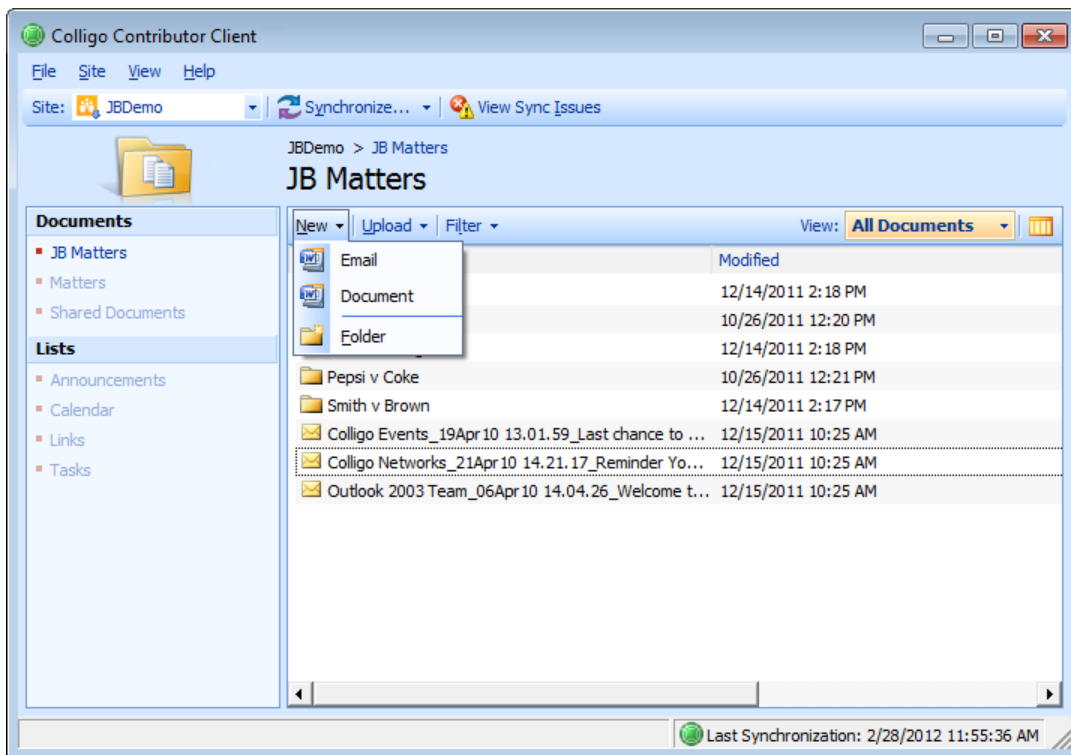 Colligo Contributor Client
File Site View Help
Site: JBDemo Synchronize... View Sync Issues
JBDemo > JB Matters
JB Matters
Documents
JB Matters
Matters
Shared Documents
Lists
Announcements
Calendar
Links
Tasks
New Upload Filter View: All Documents
Email
Document
Folder
Modified
12/14/2011 2:18 PM
10/26/2011 12:20 PM
12/14/2011 2:18 PM
Pepsi v Coke 10/26/2011 12:21 PM
Smith v Brown 12/14/2011 2:17 PM
Colligo Events_19Apr10 13.01.59_Last chance to ... 12/15/2011 10:25 AM
Colligo Networks_21Apr10 14.21.17_Reminder Yo... 12/15/2011 10:25 AM
Outlook 2003 Team_06Apr10 14.04.26_Welcome t... 12/15/2011 10:25 AM
Last Synchronization: 2/28/2012 11:55:36 AM